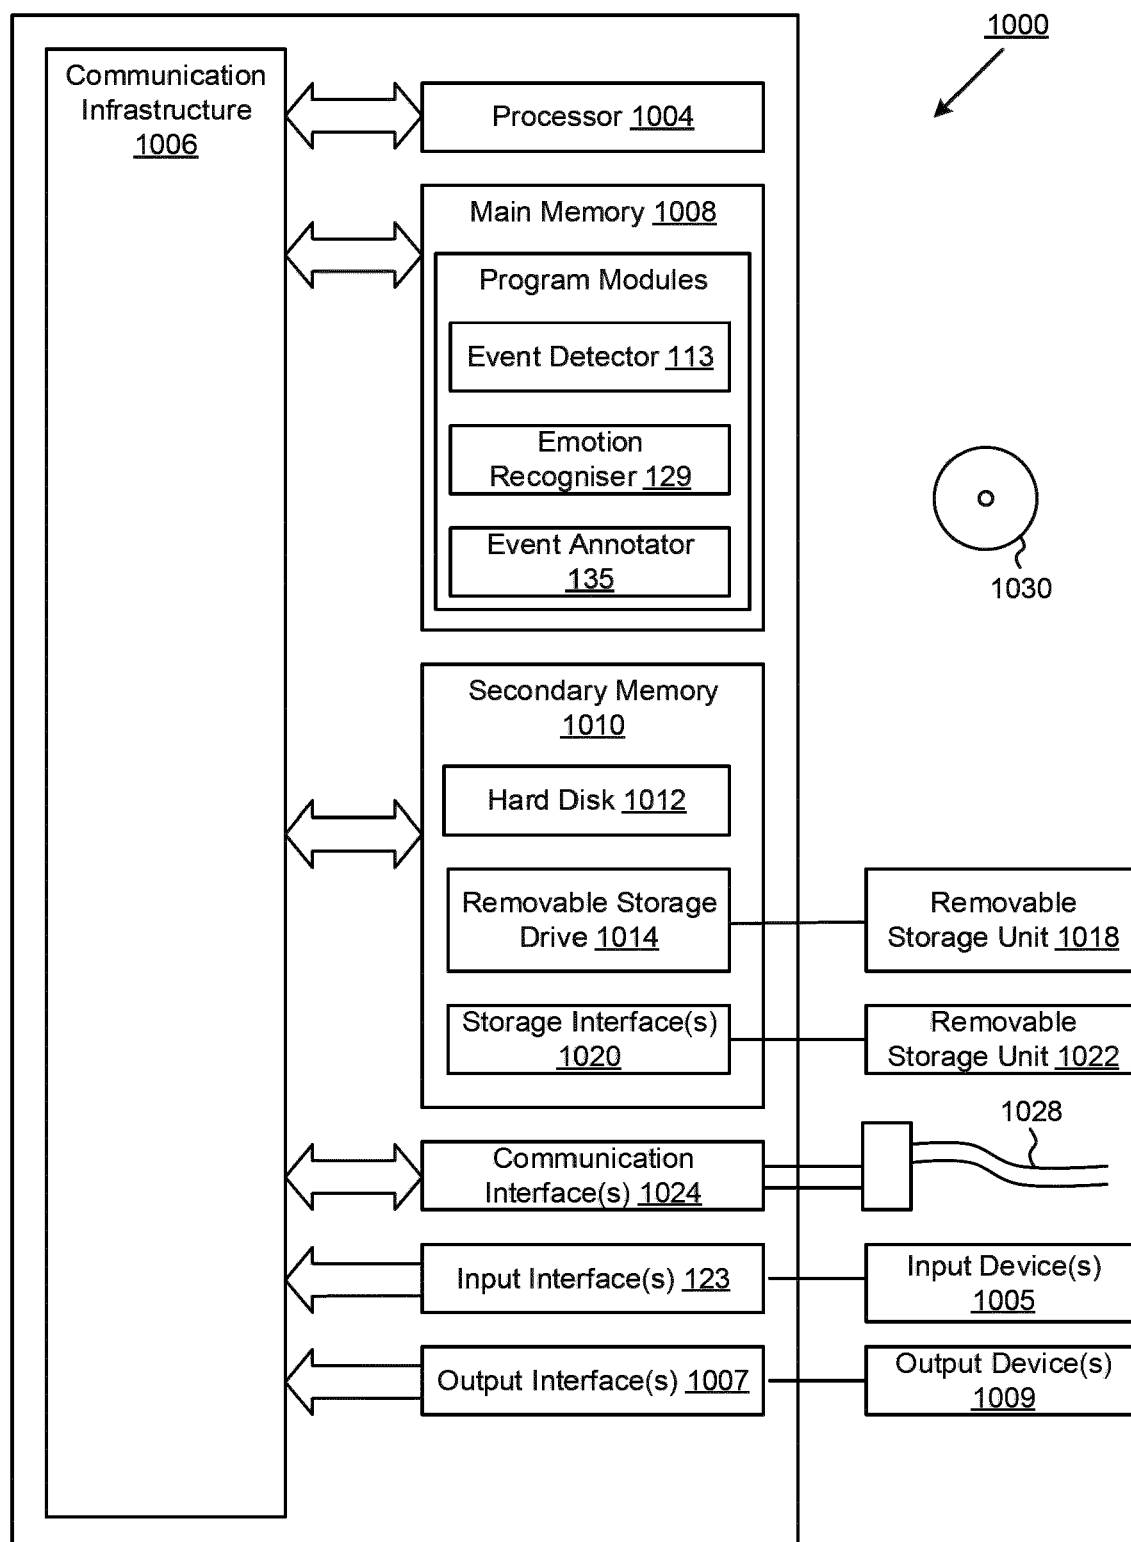 1000
Communication
Infrastructure
1006
Processor 1004
Main Memory 1008
Program Modules
Event Detector 113
Emotion
Recogniser 129
Event Annotator
135
1030
Secondary Memory
1010
Hard Disk 1012
Removable Storage
Drive 1014
Removable
Storage Unit 1018
Storage Interface(s)
1020
Removable
Storage Unit 1022
1028
Communication
Interface(s) 1024
Input Interface(s) 123
Input Device(s)
1005
Output Interface(s) 1007
Output Device(s)
1009